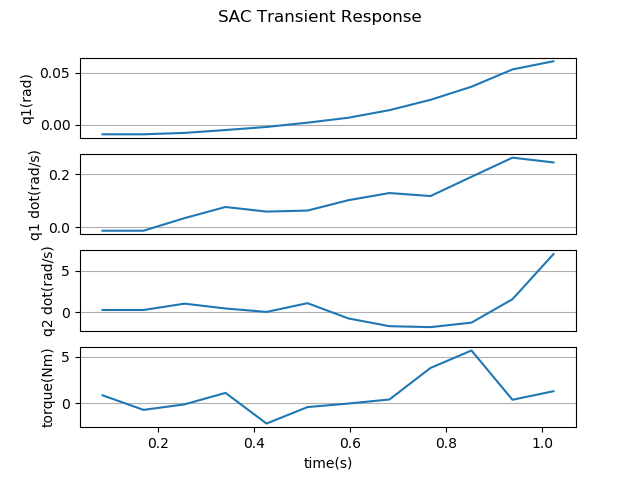 SAC Transient Response
q1(rad)
0.05
0.00
q1 dot(rad/s)
0.2
0.0
q2 dot(rad/s)
5
0
torque(Nm)
5
0
0.2 0.4 0.6 0.8 1.0
time(s)